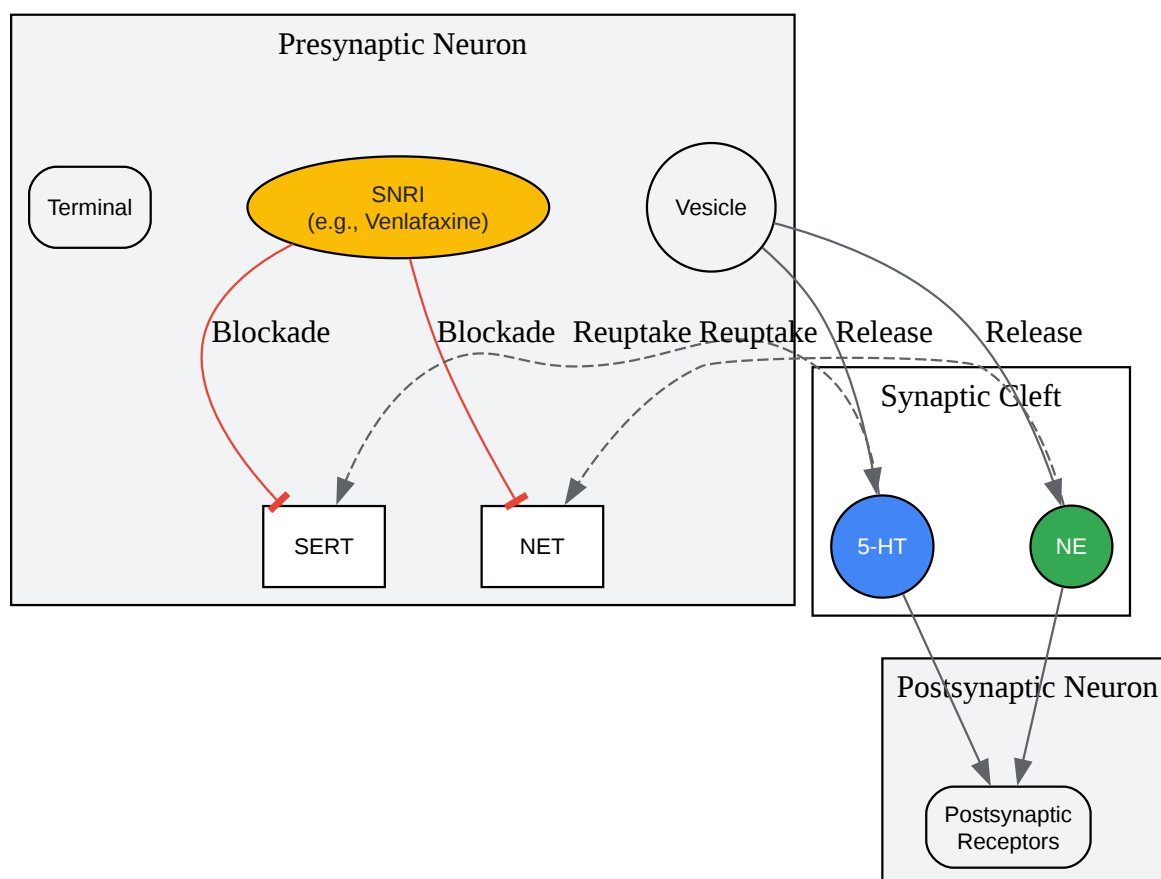 Presynaptic Neuron
Terminal
SNRI
(e.g., Venlafaxine)
Vesicle
Blockade
Blockade
Reuptake
Reuptake
Release
Release
Synaptic Cleft
SERT
NET
5-HT
NE
Postsynaptic Neuron
Postsynaptic
Receptors